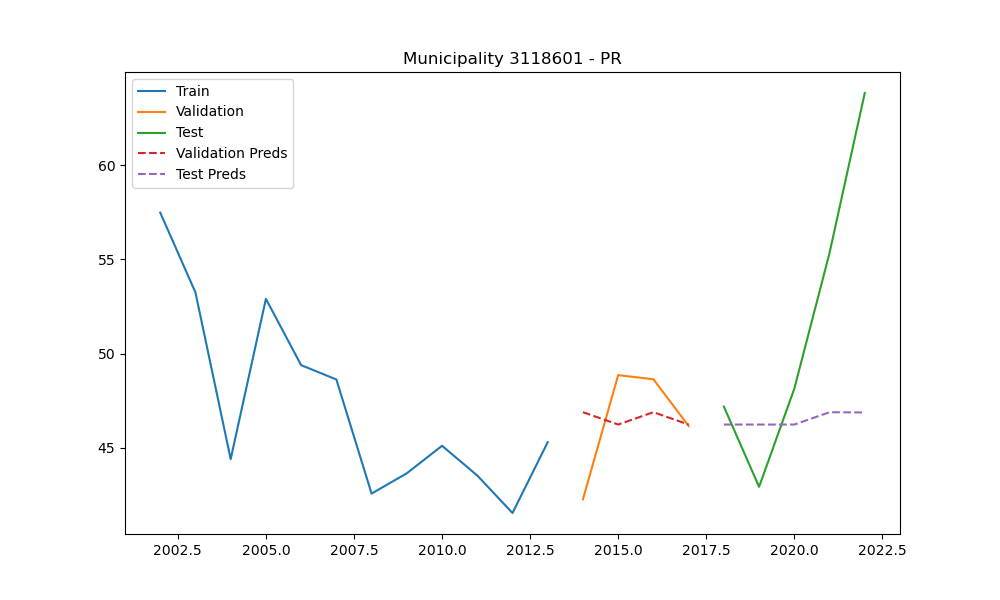 Municipality 3118601 - PR
Train
Validation
Test
Validation Preds
Test Preds
60
55
50
45
2002.5 2005.0 2007.5 2010.0 2012.5 2015.0 2017.5 2020.0 2022.5